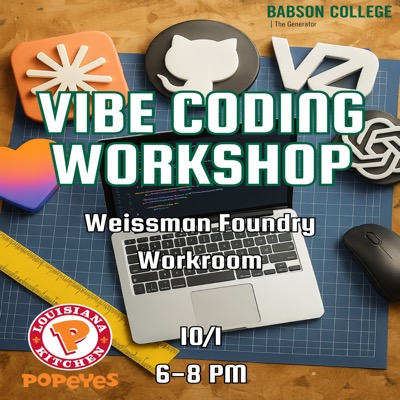 BABSON COLLEGE
| The Generator
VIBE CODING
WORKSHOP
Weissman Foundry
Workroom
10/1
6-8 PM
LOUISIANA
KITCHEN
POPEYES